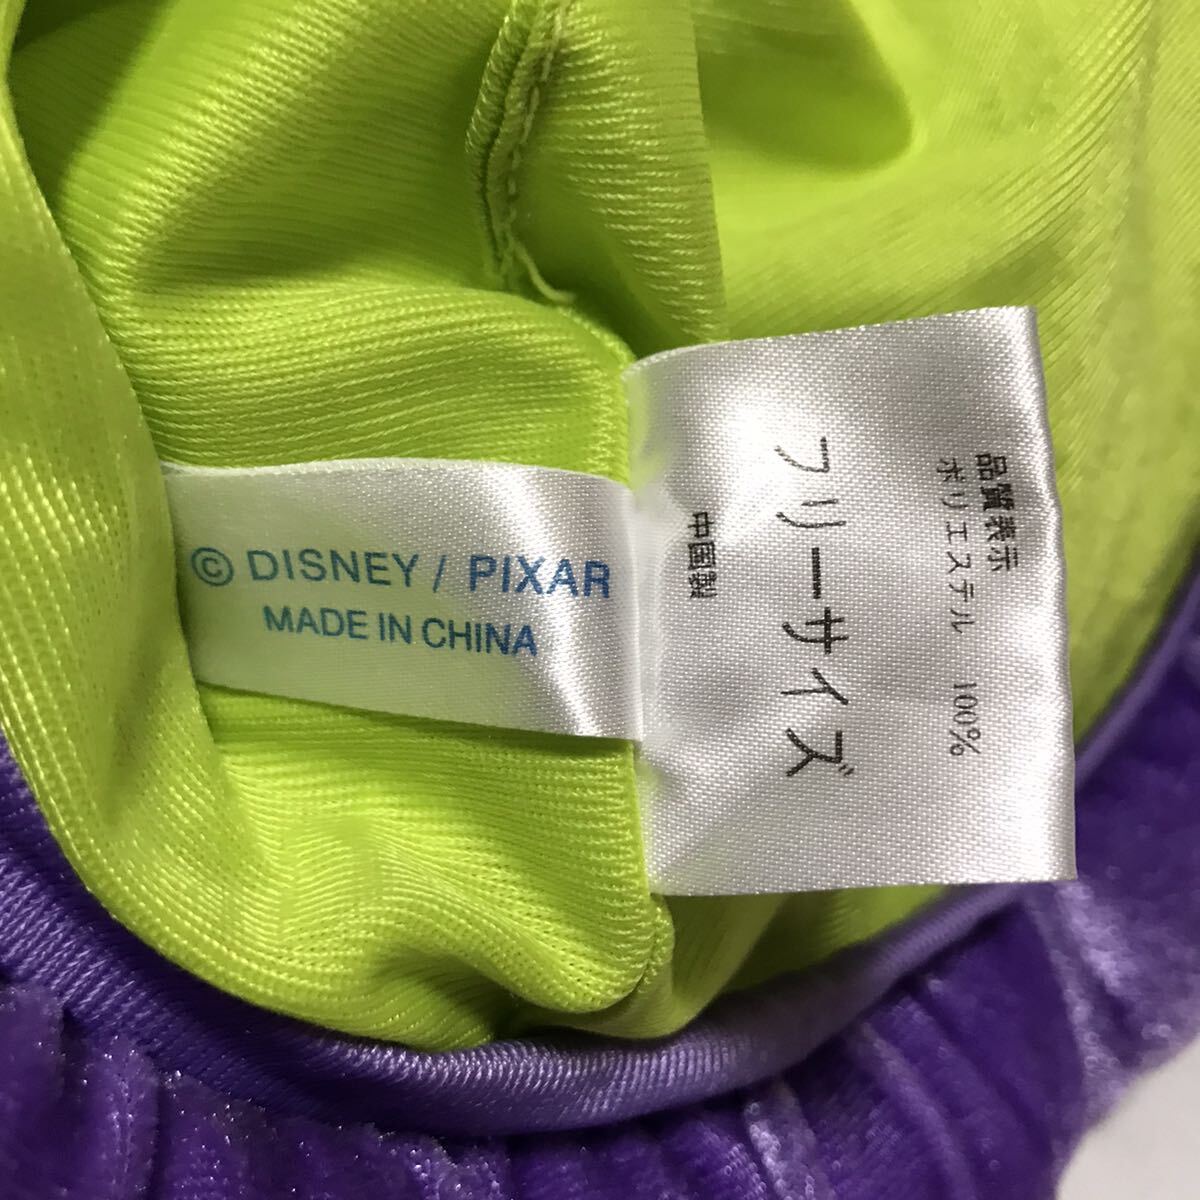 © DISNEY / PIXAR
MADE IN CHINA
品質表示
ポリエステル 100%
フリーサイズ
中国製